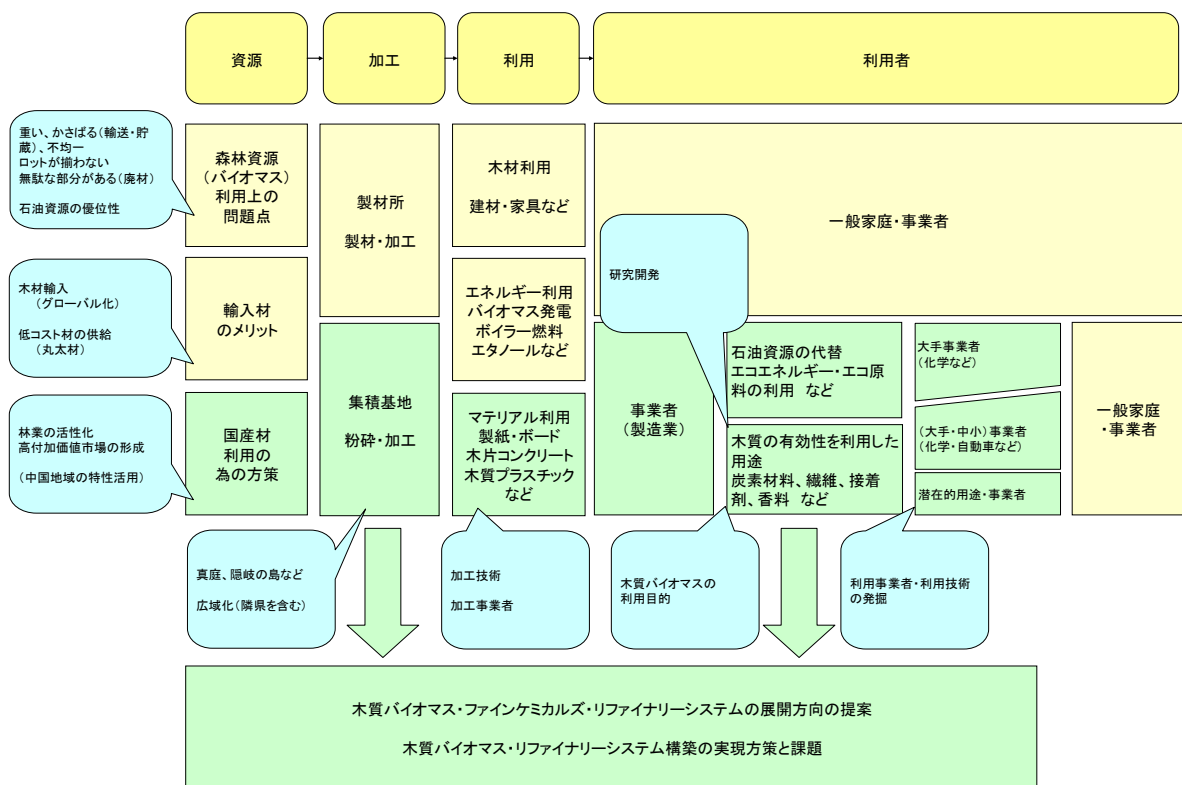 資源
加工
利用
利用者
重い、かさばる（輸送・貯
蔵）、不均一
ロットが揃わない
無駄な部分がある（廃材）
石油資源の優位性
森林資源
（バイオマス）
利用上の
問題点
製材所
製材・加工
木材利用
建材・家具など
一般家庭・事業者
研究開発
木材輸入
（グローバル化）
低コスト材の供給
（丸太材）
輸入材
のメリット
エネルギー利用
バイオマス発電
ボイラー燃料
エタノールなど
集積基地
粉砕・加工
事業者
（製造業）
石油資源の代替
エコエネルギー・エコ原
料の利用 など
大手事業者
（化学など）
一般家庭
・事業者
林業の活性化
高付加価値市場の形成
（中国地域の特性活用）
国産材
利用の
為の方策
マテリアル利用
製紙・ボード
木片コンクリート
木質プラスチック
など
木質の有効性を利用した
用途
炭素材料、繊維、接着
剤、香料 など
（大手・中小）事業者
（化学・自動車など）
潜在的用途・事業者
真庭、隠岐の島など
広域化（隣県を含む）
加工技術
加工事業者
木質バイオマスの
利用目的
利用事業者・利用技術
の発掘
木質バイオマス・ファインケミカルズ・リファイナリーシステムの展開方向の提案
木質バイオマス・リファイナリーシステム構築の実現方策と課題